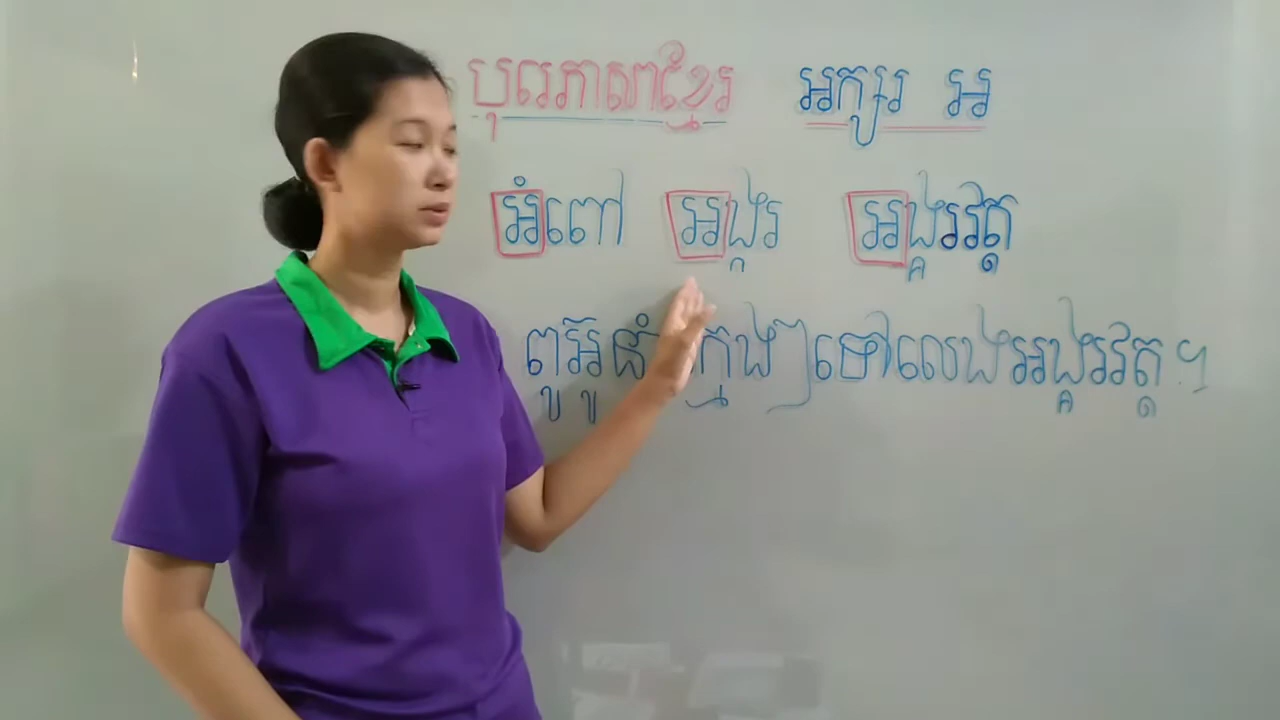 បុព្វភាសាខ្មែរ អក្សរ អ
អំពៅ អង្ករ អង្គរវត្ត
ពូអ៊ូនាំ ក្មេងៗទៅលេងអង្គរវត្ត ។